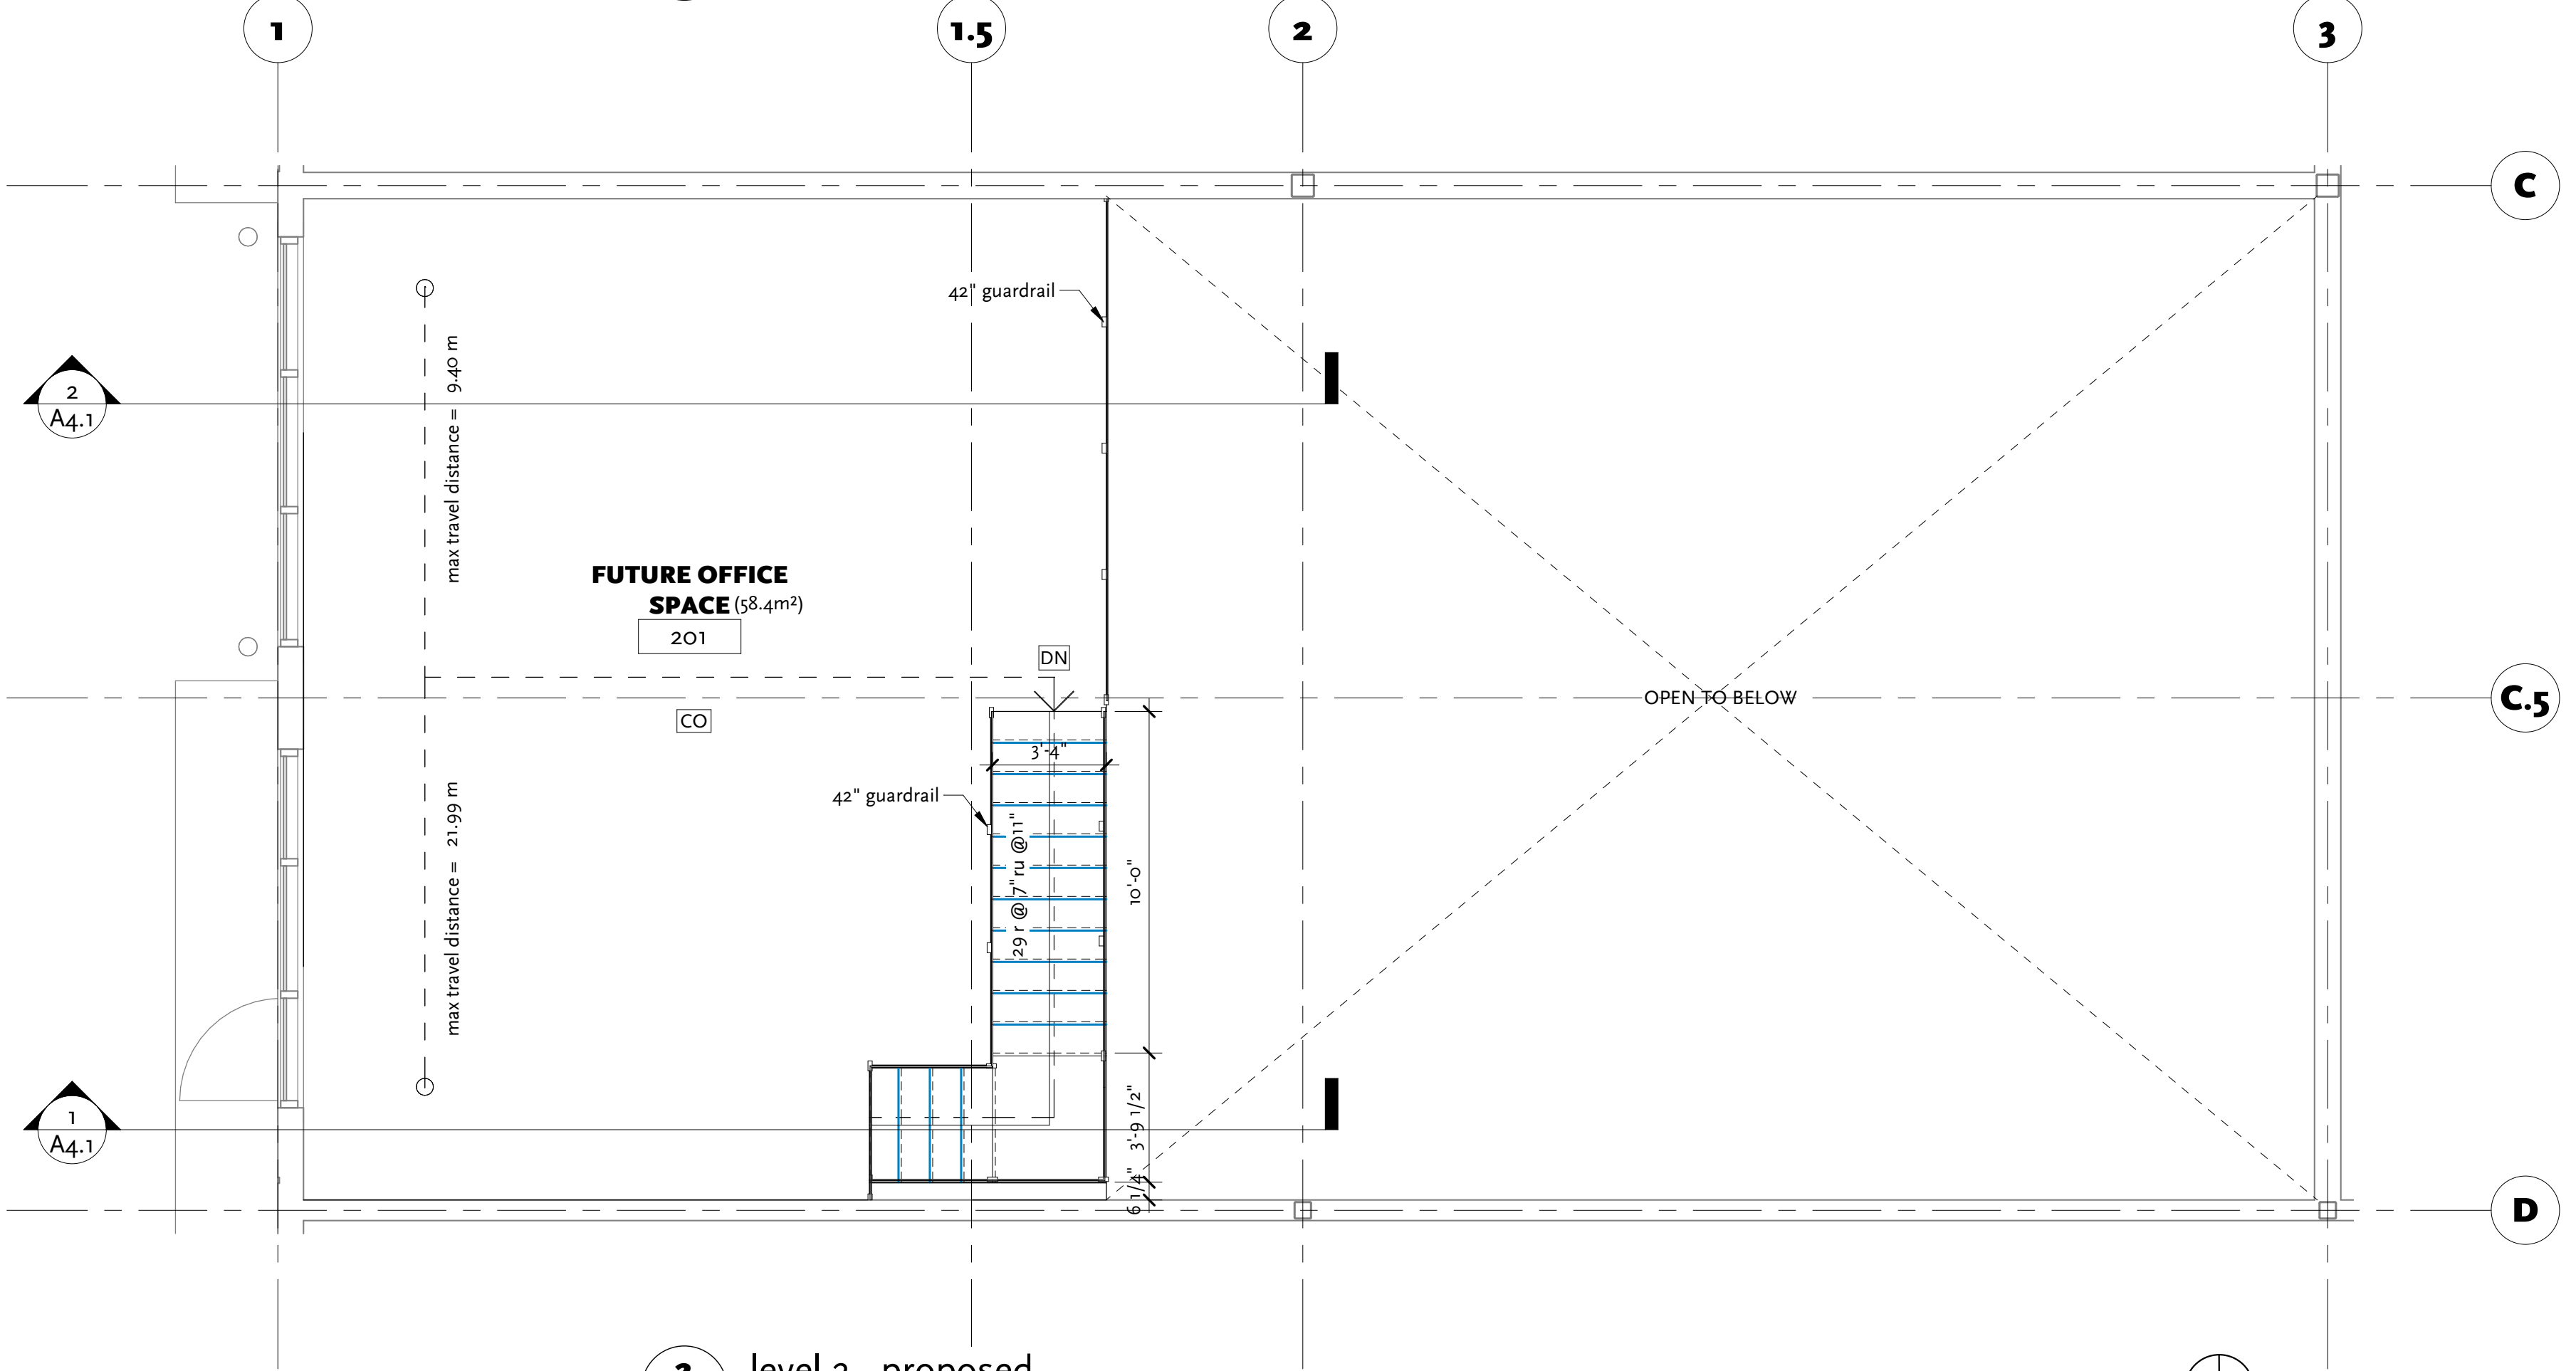 1
1.5
2
3
C
42" guardrail
max travel distance = 9.40 m
2
A4.1
FUTURE OFFICE
SPACE (58.4m²)
201
DN
OPEN TO BELOW
C.5
CO
3'-4"
42" guardrail
29 r @ 7" ru @11"
10'-0"
max travel distance = 21.99 m
3'-9 1/2"
1
A4.1
6 1/4"
D
level 2 proposed